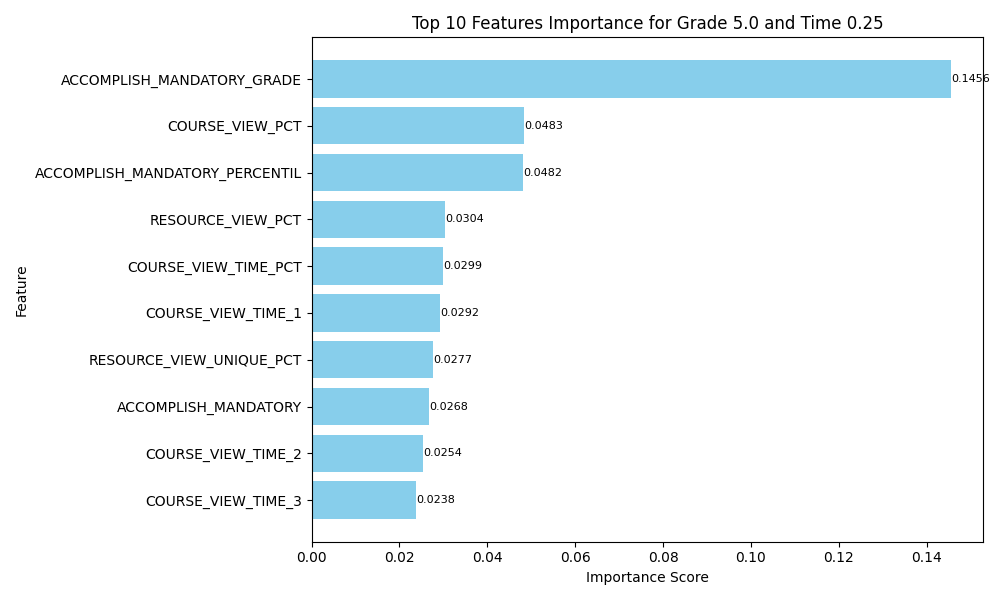 Top 10 Features Importance for Grade 5.0 and Time 0.25
Feature
ACCOMPLISH_MANDATORY_GRADE 0.1456
COURSE_VIEW_PCT 0.0483
ACCOMPLISH_MANDATORY_PERCENTIL 0.0482
RESOURCE_VIEW_PCT 0.0304
COURSE_VIEW_TIME_PCT 0.0299
COURSE_VIEW_TIME_1 0.0292
RESOURCE_VIEW_UNIQUE_PCT 0.0277
ACCOMPLISH_MANDATORY 0.0268
COURSE_VIEW_TIME_2 0.0254
COURSE_VIEW_TIME_3 0.0238
0.00 0.02 0.04 0.06 0.08 0.10 0.12 0.14
Importance Score